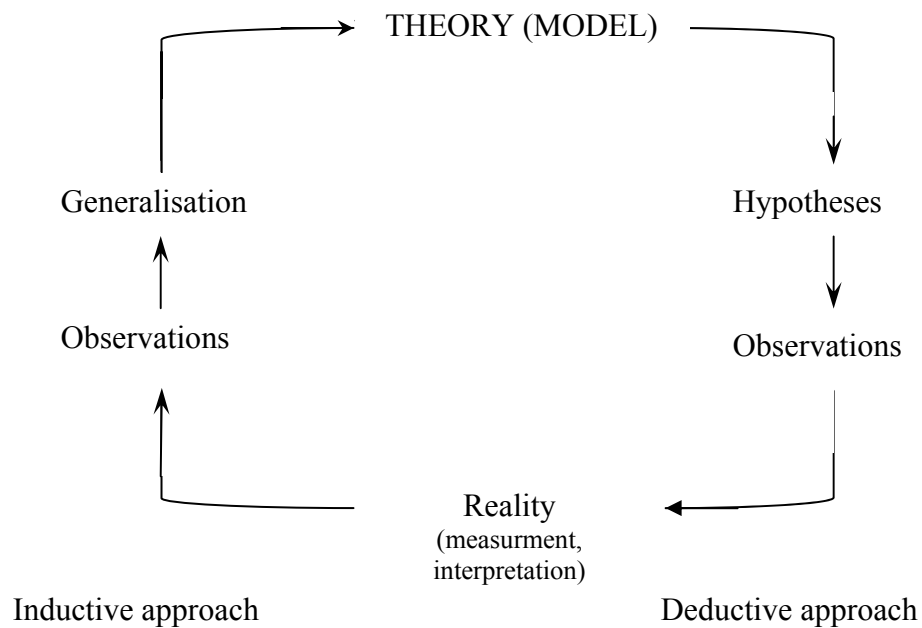 THEORY (MODEL)
Generalisation
Hypotheses
Observations
Observations
Reality
(measurment,
interpretation)
Inductive approach
Deductive approach